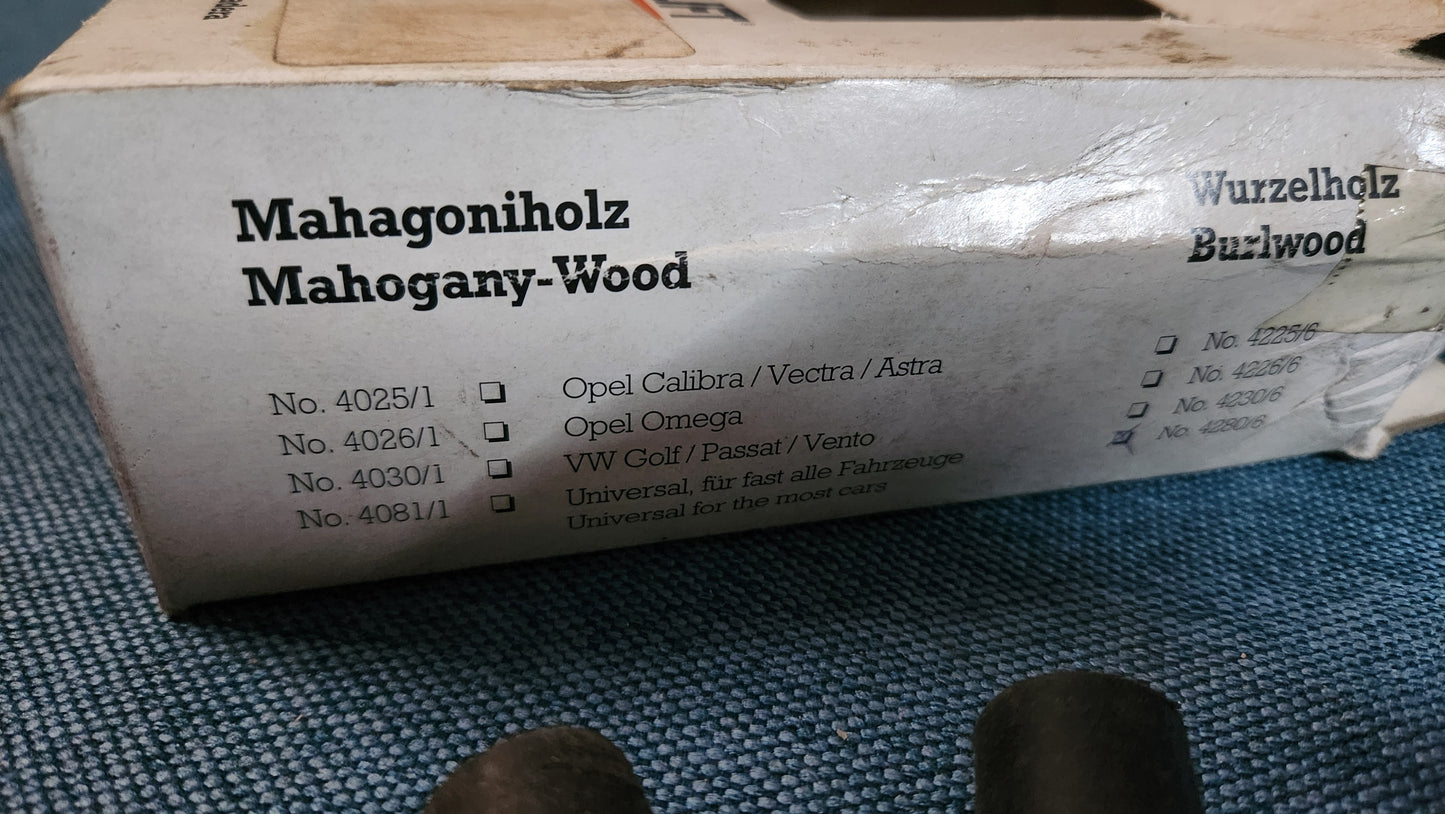 Mahagoniholz
Mahogany-Wood
No. 4025/1
No. 4026/1
No. 4030/1
No. 4081/1
Opel Calibra / Vectra / Astra
Opel Omega
VW Golf / Passat / Vento
Universal, für fast alle Fahrzeuge
Universal for the most cars
Wurzelholz
Burlwood
No. 4225/6
No. 4226/6
No. 4230/6
No. 4280/6